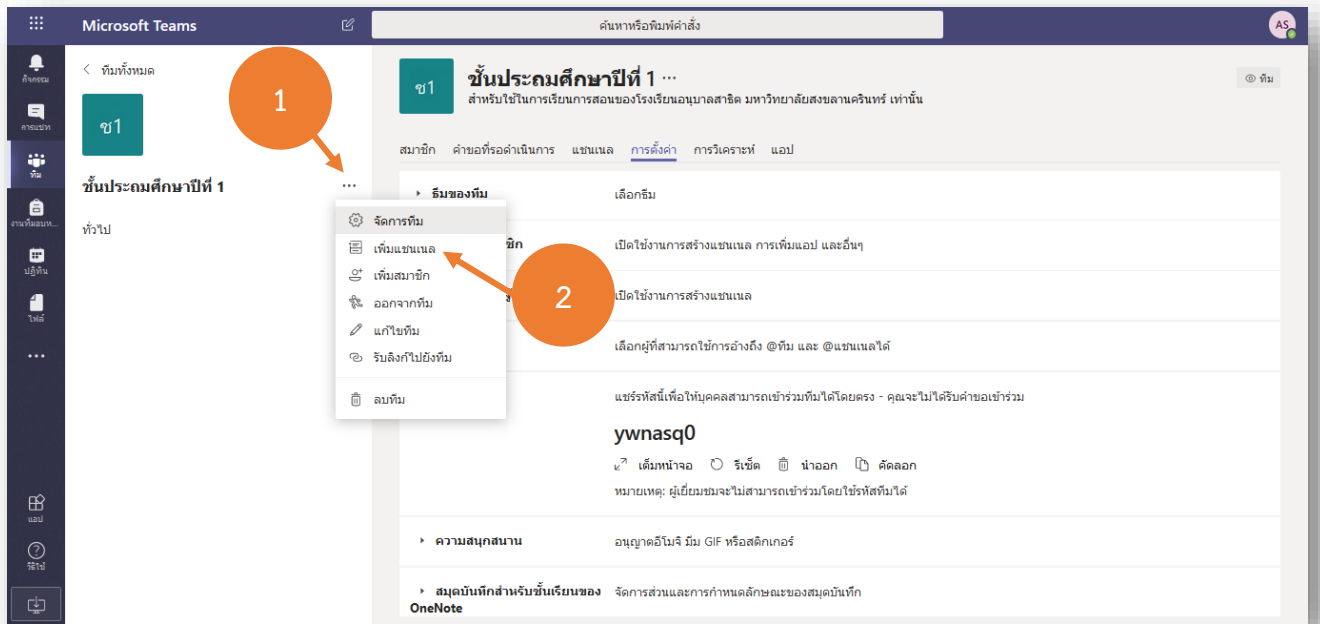 Microsoft Teams
ค้นหาหรือพิมพ์คำสั่ง
AS
กิจกรรม
การแชท
ทีม
งานที่มอบห...
ปฏิทิน
ไฟล์
แอป
วิธีใช้
ทีมทั้งหมด
ช1
ชั้นประถมศึกษาปีที่ 1
ทั่วไป
1
จัดการทีม
เพิ่มแชนเนล
เพิ่มสมาชิก
ออกจากทีม
แก้ไขทีม
รับลิงก์ไปยังทีม
ลบทีม
2
ช1
ชั้นประถมศึกษาปีที่ 1 ...
ทีม
สำหรับใช้ในการเรียนการสอนของโรงเรียนอนุบาลสาธิต มหาวิทยาลัยสงขลานครินทร์ เท่านั้น
สมาชิก คำขอที่รอดำเนินการ แชนเนล การตั้งค่า การวิเคราะห์ แอป
ธีมของทีม เลือกธีม
ชิก เปิดใช้งานการสร้างแชนเนล การเพิ่มแอป และอื่นๆ
เปิดใช้งานการสร้างแชนเนล
เลือกผู้ที่สามารถใช้การอ้างถึง @ทีม และ @แชนเนลได้
แชร์รหัสนี้เพื่อให้บุคคลสามารถเข้าร่วมทีมได้โดยตรง - คุณจะไม่ได้รับคำขอเข้าร่วม
ywnasq0
เต็มหน้าจอ รีเซ็ต นำออก คัดลอก
หมายเหตุ: ผู้เยี่ยมชมจะไม่สามารถเข้าร่วมโดยใช้รหัสทีมได้
ความสนุกสนาน อนุญาตอีโมจิ มีม GIF หรือสติกเกอร์
สมุดบันทึกสำหรับชั้นเรียนของ จัดการส่วนและการกำหนดลักษณะของสมุดบันทึก
OneNote